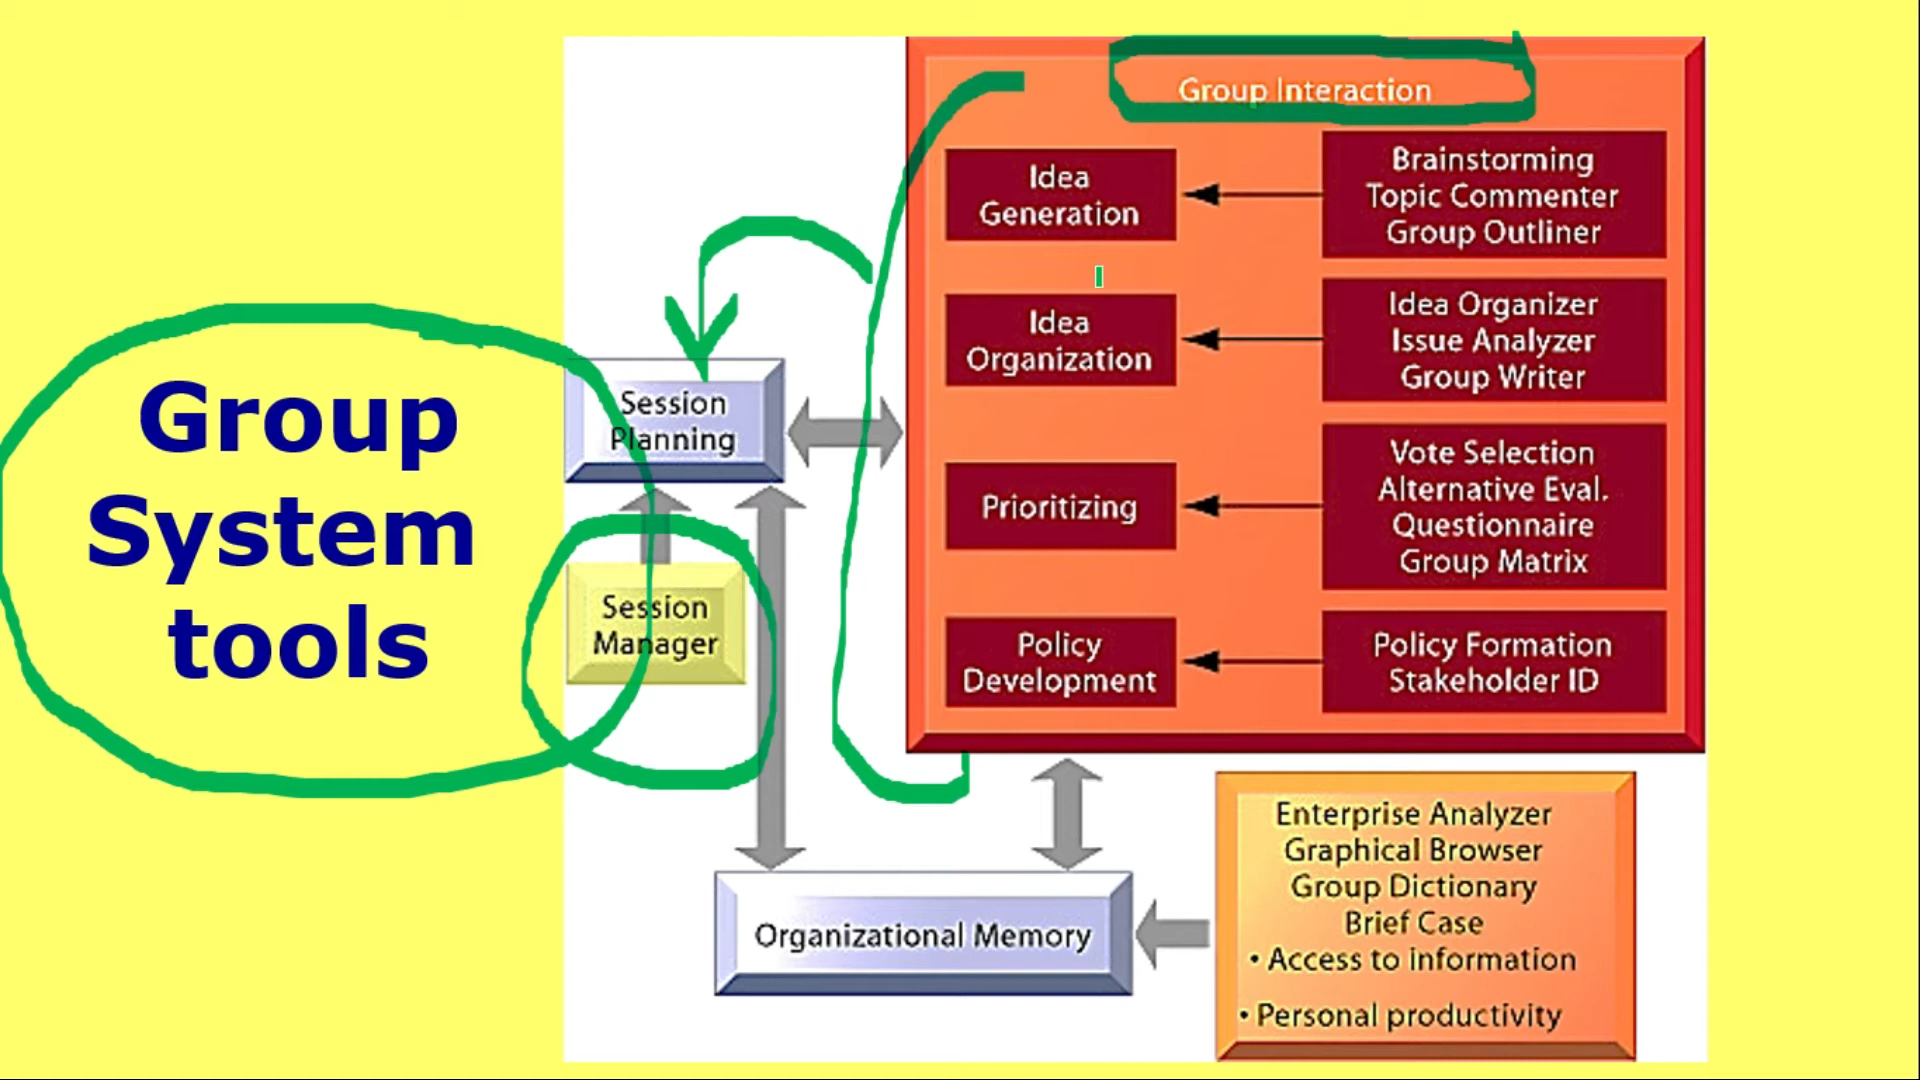 Group
System
tools
Group Interaction
Idea
Generation
Brainstorming
Topic Commenter
Group Outliner
Idea
Organization
Idea Organizer
Issue Analyzer
Group Writer
Prioritizing
Vote Selection
Alternative Eval.
Questionnaire
Group Matrix
Policy
Development
Policy Formation
Stakeholder ID
Session
Planning
Session
Manager
Organizational Memory
Enterprise Analyzer
Graphical Browser
Group Dictionary
Brief Case
• Access to information
• Personal productivity